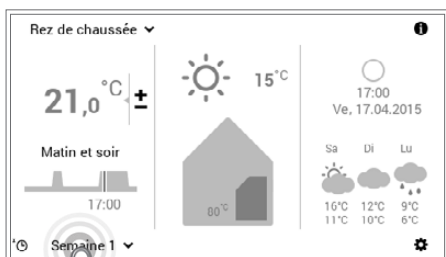 Rez de chaussée
21,0 °C ±
Matin et soir
17:00
Semaine 1
15°C
80°C
17:00
Ve, 17.04.2015
Sa Di Lu
16°C 12°C 9°C
11°C 10°C 6°C